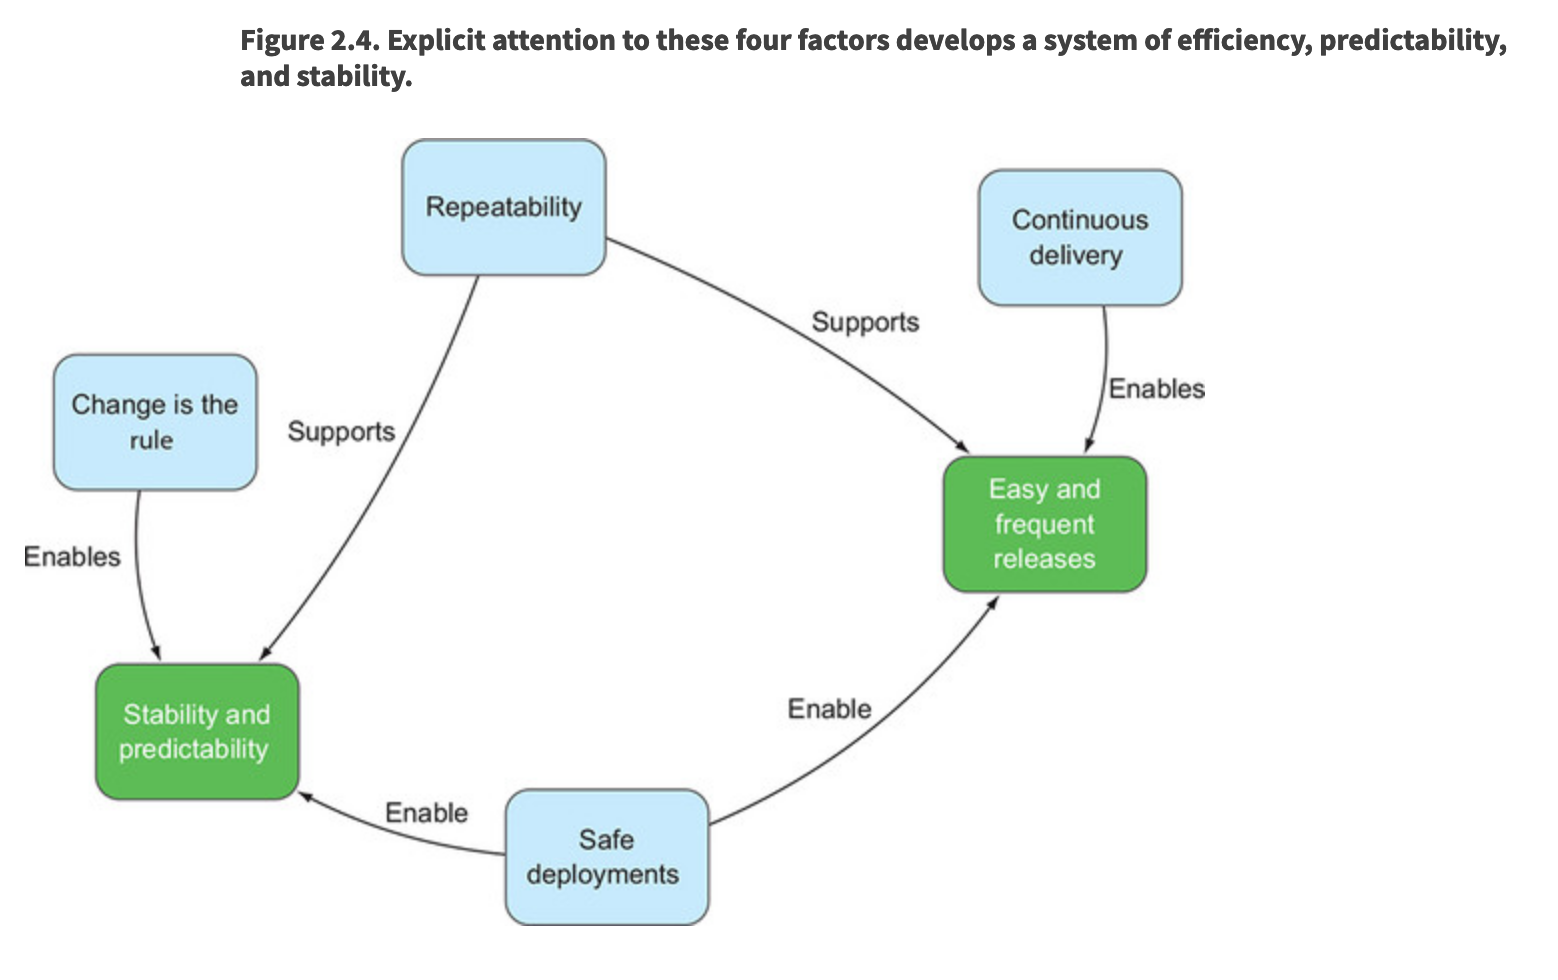 Figure 2.4. Explicit attention to these four factors develops a system of efficiency, predictability,
and stability.
Repeatability
Continuous
delivery
Supports
Enables
Change is the
rule
Supports
Easy and
frequent
releases
Enables
Stability and
predictability
Enable
Enable
Safe
deployments